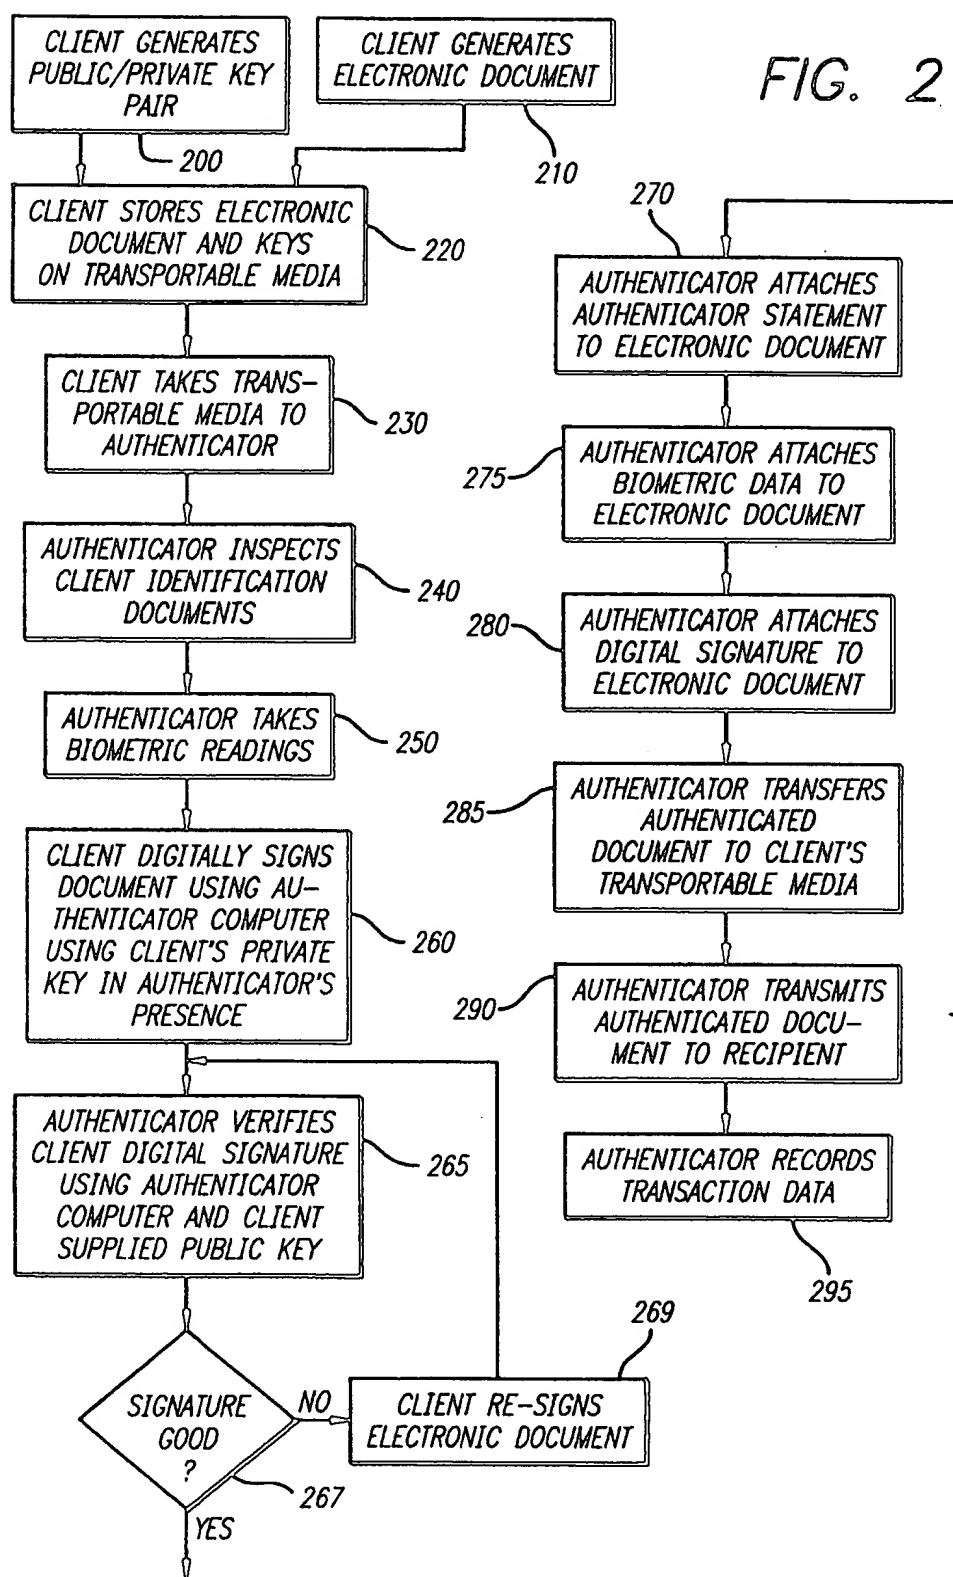 FIG. 2
CLIENT GENERATES
PUBLIC/PRIVATE KEY
PAIR
200
CLIENT GENERATES
ELECTRONIC DOCUMENT
210
CLIENT STORES ELECTRONIC
DOCUMENT AND KEYS
ON TRANSPORTABLE MEDIA
220
CLIENT TAKES TRANS-
PORTABLE MEDIA TO
AUTHENTICATOR
230
AUTHENTICATOR INSPECTS
CLIENT IDENTIFICATION
DOCUMENTS
240
AUTHENTICATOR TAKES
BIOMETRIC READINGS
250
CLIENT DIGITALLY SIGNS
DOCUMENT USING AU-
THENTICATOR COMPUTER
USING CLIENT'S PRIVATE
KEY IN AUTHENTICATOR'S
PRESENCE
260
AUTHENTICATOR VERIFIES
CLIENT DIGITAL SIGNATURE
USING AUTHENTICATOR
COMPUTER AND CLIENT
SUPPLIED PUBLIC KEY
265
SIGNATURE
GOOD
?
267
NO
YES
CLIENT RE-SIGNS
ELECTRONIC DOCUMENT
269
270
AUTHENTICATOR ATTACHES
AUTHENTICATOR STATEMENT
TO ELECTRONIC DOCUMENT
275
AUTHENTICATOR ATTACHES
BIOMETRIC DATA TO
ELECTRONIC DOCUMENT
280
AUTHENTICATOR ATTACHES
DIGITAL SIGNATURE TO
ELECTRONIC DOCUMENT
285
AUTHENTICATOR TRANSFERS
AUTHENTICATED
DOCUMENT TO CLIENT'S
TRANSPORTABLE MEDIA
290
AUTHENTICATOR TRANSMITS
AUTHENTICATED DOCU-
MENT TO RECIPIENT
AUTHENTICATOR RECORDS
TRANSACTION DATA
295